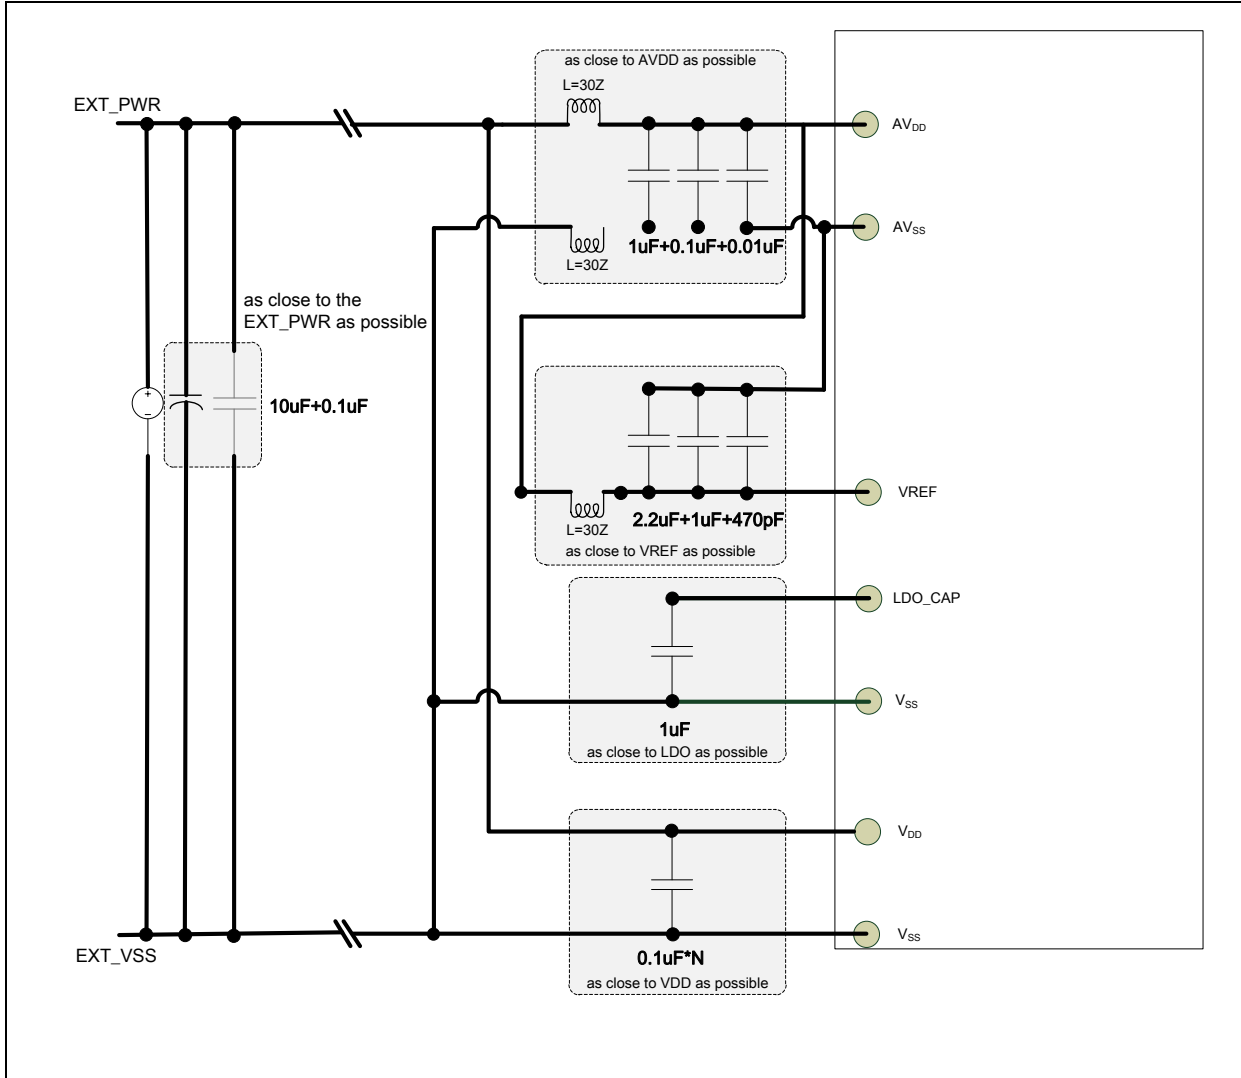 as close to AVDD as possible
L=30Z
EXT_PWR
AVDD
AVSS
1uF+0.1uF+0.01uF
L=30Z
as close to the
EXT_PWR as possible
+
−
10uF+0.1uF
VREF
2.2uF+1uF+470pF
L=30Z
as close to VREF as possible
LDO_CAP
VSS
1uF
as close to LDO as possible
VDD
VSS
EXT_VSS
0.1uF*N
as close to VDD as possible